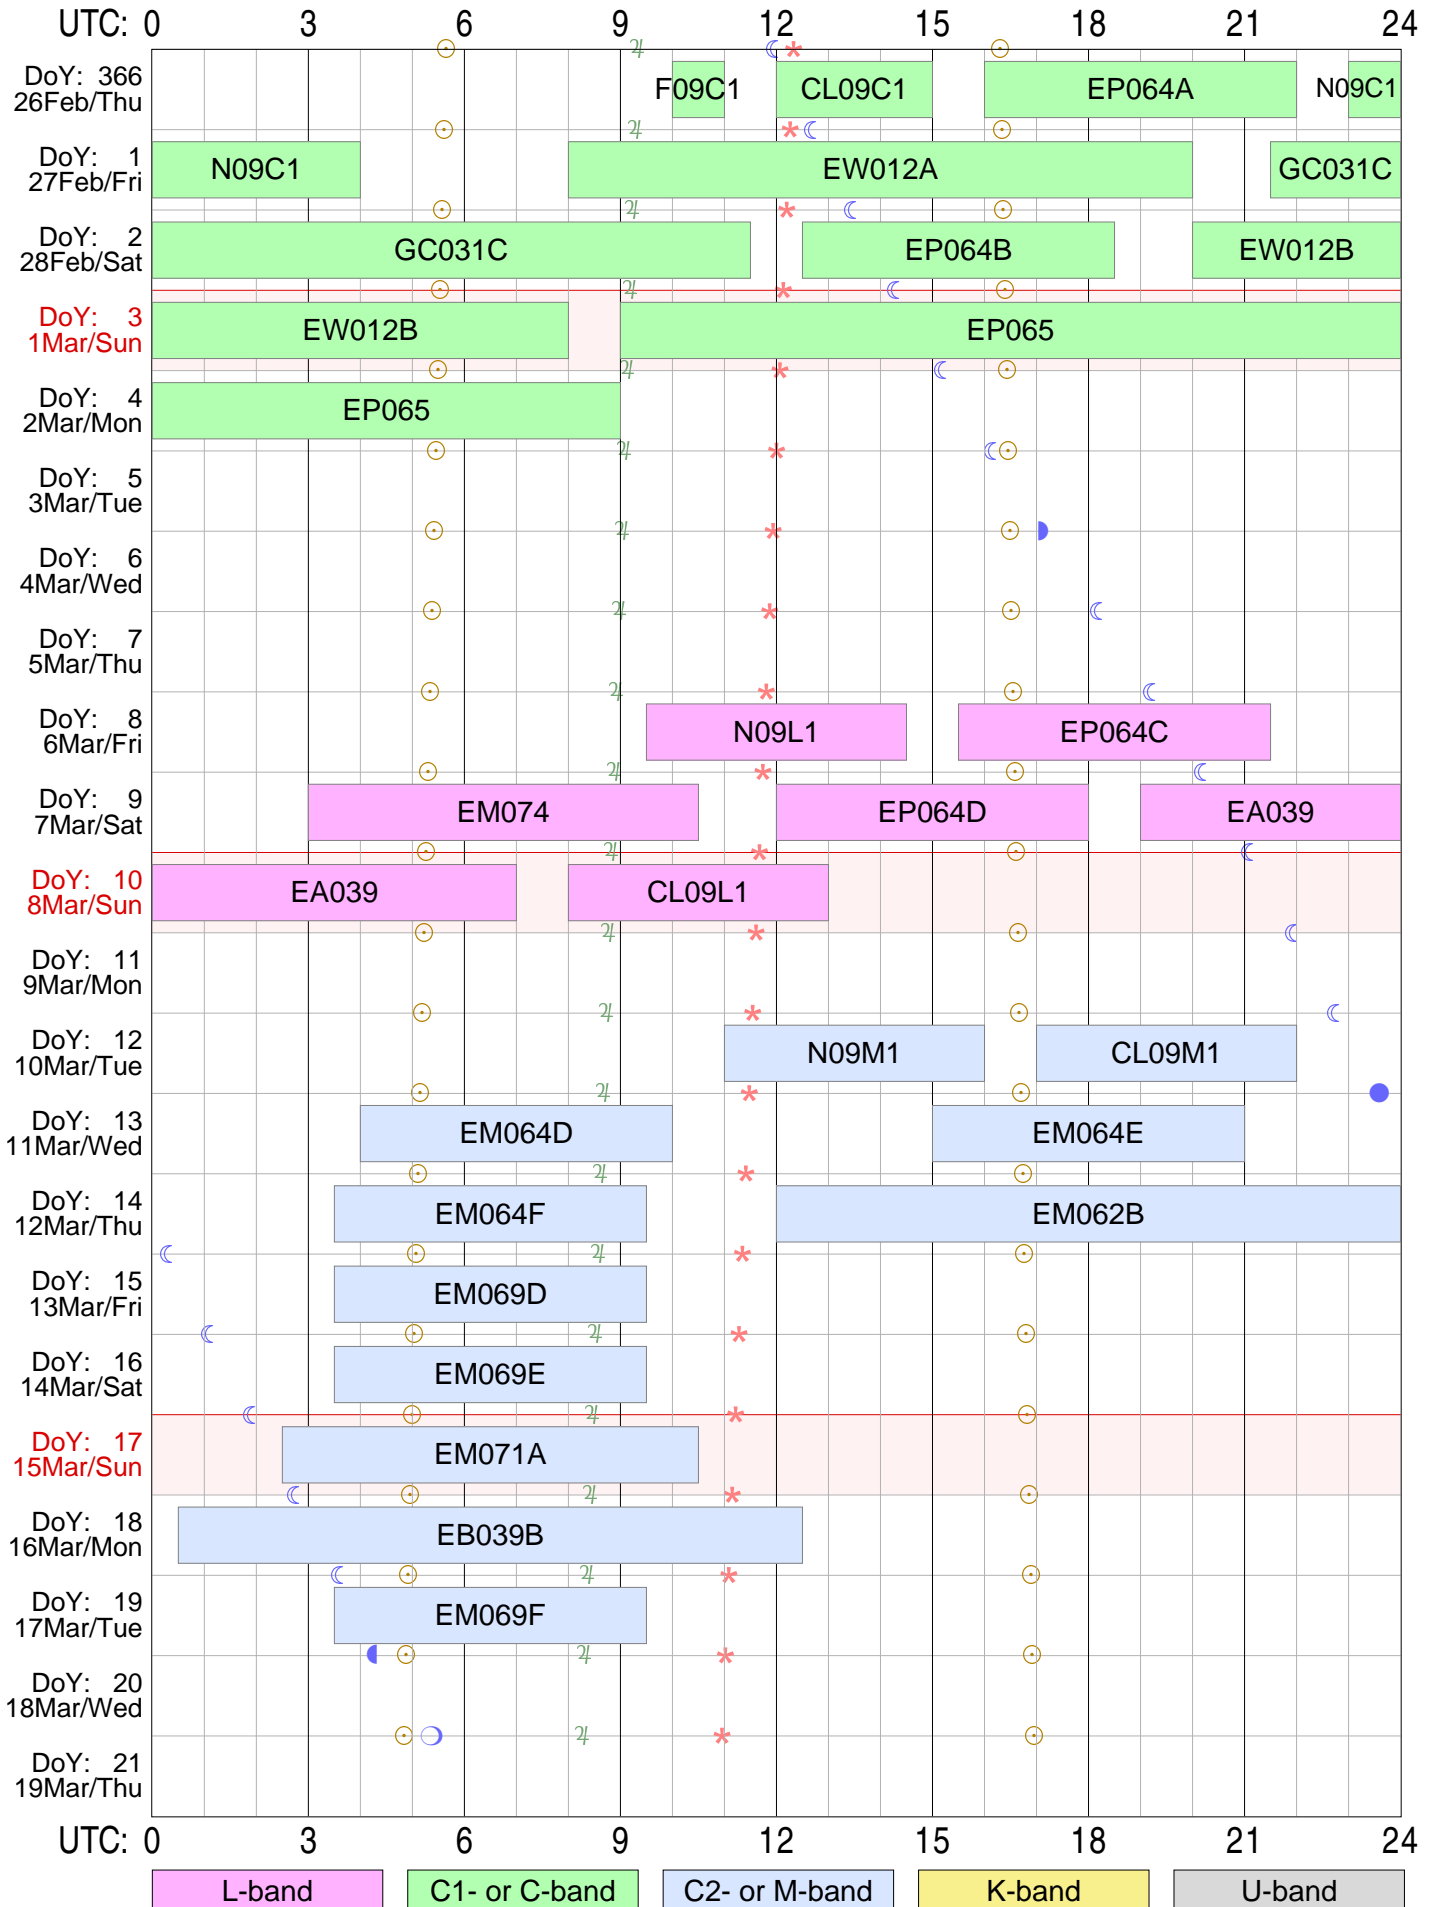 UTC: 0 3 6 9 12 15 18 21 24
DoY: 366
26Feb/Thu
F09C1 CL09C1 EP064A N09C1
DoY: 1
27Feb/Fri
N09C1 EW012A GC031C
DoY: 2
28Feb/Sat
GC031C EP064B EW012B
DoY: 3
1Mar/Sun
EW012B EP065
DoY: 4
2Mar/Mon
EP065
DoY: 5
3Mar/Tue
DoY: 6
4Mar/Wed
DoY: 7
5Mar/Thu
DoY: 8
6Mar/Fri
N09L1 EP064C
DoY: 9
7Mar/Sat
EM074 EP064D EA039
DoY: 10
8Mar/Sun
EA039 CL09L1
DoY: 11
9Mar/Mon
DoY: 12
10Mar/Tue
N09M1 CL09M1
DoY: 13
11Mar/Wed
EM064D EM064E
DoY: 14
12Mar/Thu
EM064F EM062B
DoY: 15
13Mar/Fri
EM069D
DoY: 16
14Mar/Sat
EM069E
DoY: 17
15Mar/Sun
EM071A
DoY: 18
16Mar/Mon
EB039B
DoY: 19
17Mar/Tue
EM069F
DoY: 20
18Mar/Wed
DoY: 21
19Mar/Thu
UTC: 0 3 6 9 12 15 18 21 24
L-band C1- or C-band C2- or M-band K-band U-band